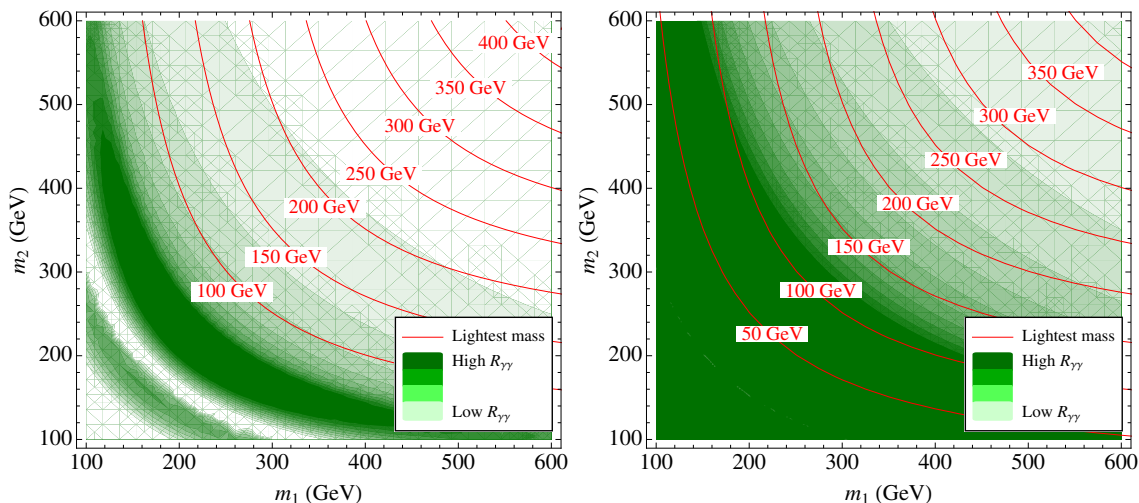 600
500
400
300
200
100
m2 (GeV)
400 GeV
350 GeV
300 GeV
250 GeV
200 GeV
150 GeV
100 GeV
Lightest mass
High Rγγ
Low Rγγ
100 200 300 400 500 600
m1 (GeV)
600
500
400
300
200
100
m2 (GeV)
350 GeV
300 GeV
250 GeV
200 GeV
150 GeV
100 GeV
50 GeV
Lightest mass
High Rγγ
Low Rγγ
100 200 300 400 500 600
m1 (GeV)